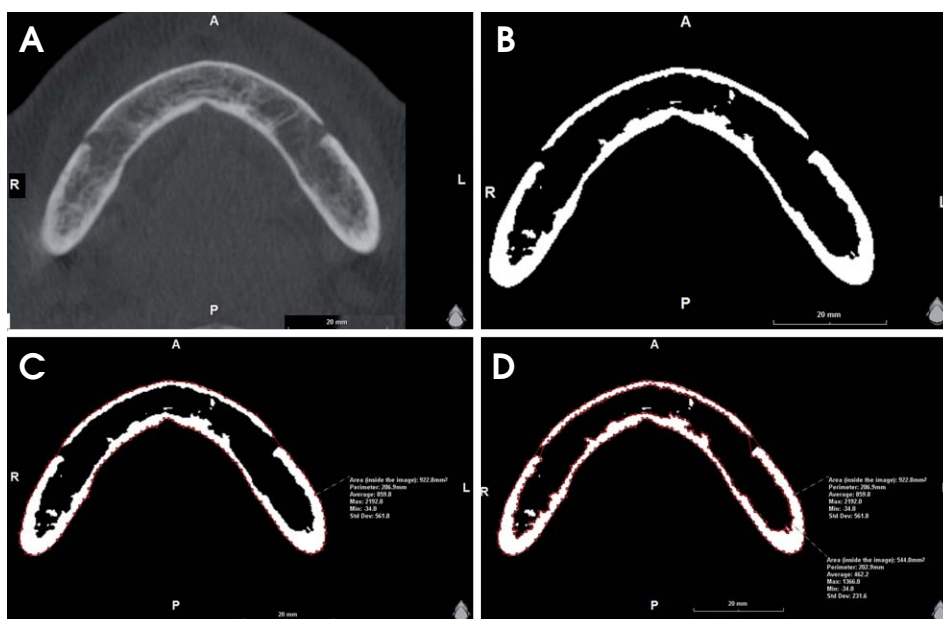 A
A
R
L
P
20 mm
B
A
R
L
P
20 mm
C
A
R
L
Area (inside the image): 922.8mm²
Perimeter: 206.9mm
Average: 859.8
Max: 2192.0
Min: -34.0
Std Dev: 561.8
P
20 mm
D
A
R
L
Area (inside the image): 922.8mm²
Perimeter: 206.9mm
Average: 859.8
Max: 2192.0
Min: -34.0
Std Dev: 561.8
Area (inside the image): 544.0mm²
Perimeter: 202.9mm
Average: 462.2
Max: 1366.0
Min: -34.0
Std Dev: 231.6
P
20 mm